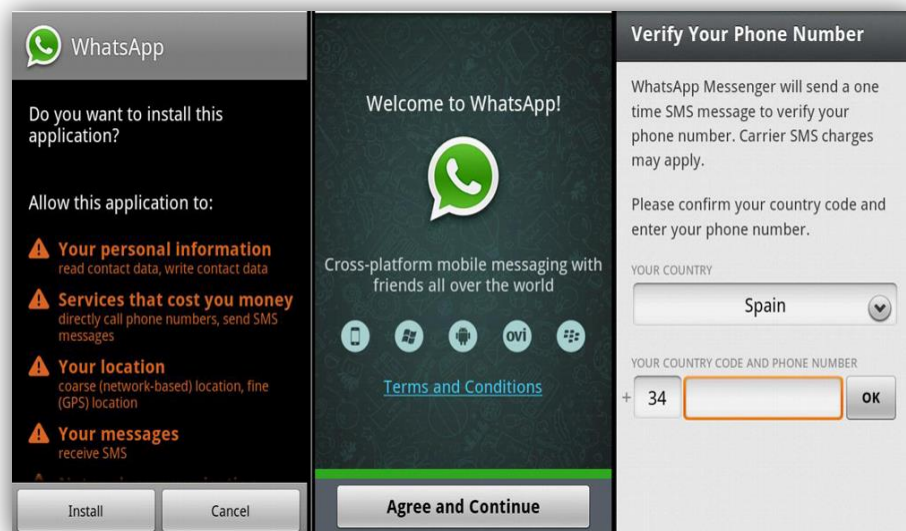 WhatsApp
Do you want to install this
application?
Allow this application to:
Your personal information
read contact data, write contact data
Services that cost you money
directly call phone numbers, send SMS
messages
Your location
coarse (network-based) location, fine
(GPS) location
Your messages
receive SMS
Install
Cancel
Welcome to WhatsApp!
Cross-platform mobile messaging with
friends all over the world
ovi
Terms and Conditions
Agree and Continue
Verify Your Phone Number
WhatsApp Messenger will send a one
time SMS message to verify your
phone number. Carrier SMS charges
may apply.
Please confirm your country code and
enter your phone number.
YOUR COUNTRY
Spain
YOUR COUNTRY CODE AND PHONE NUMBER
+ 34
OK